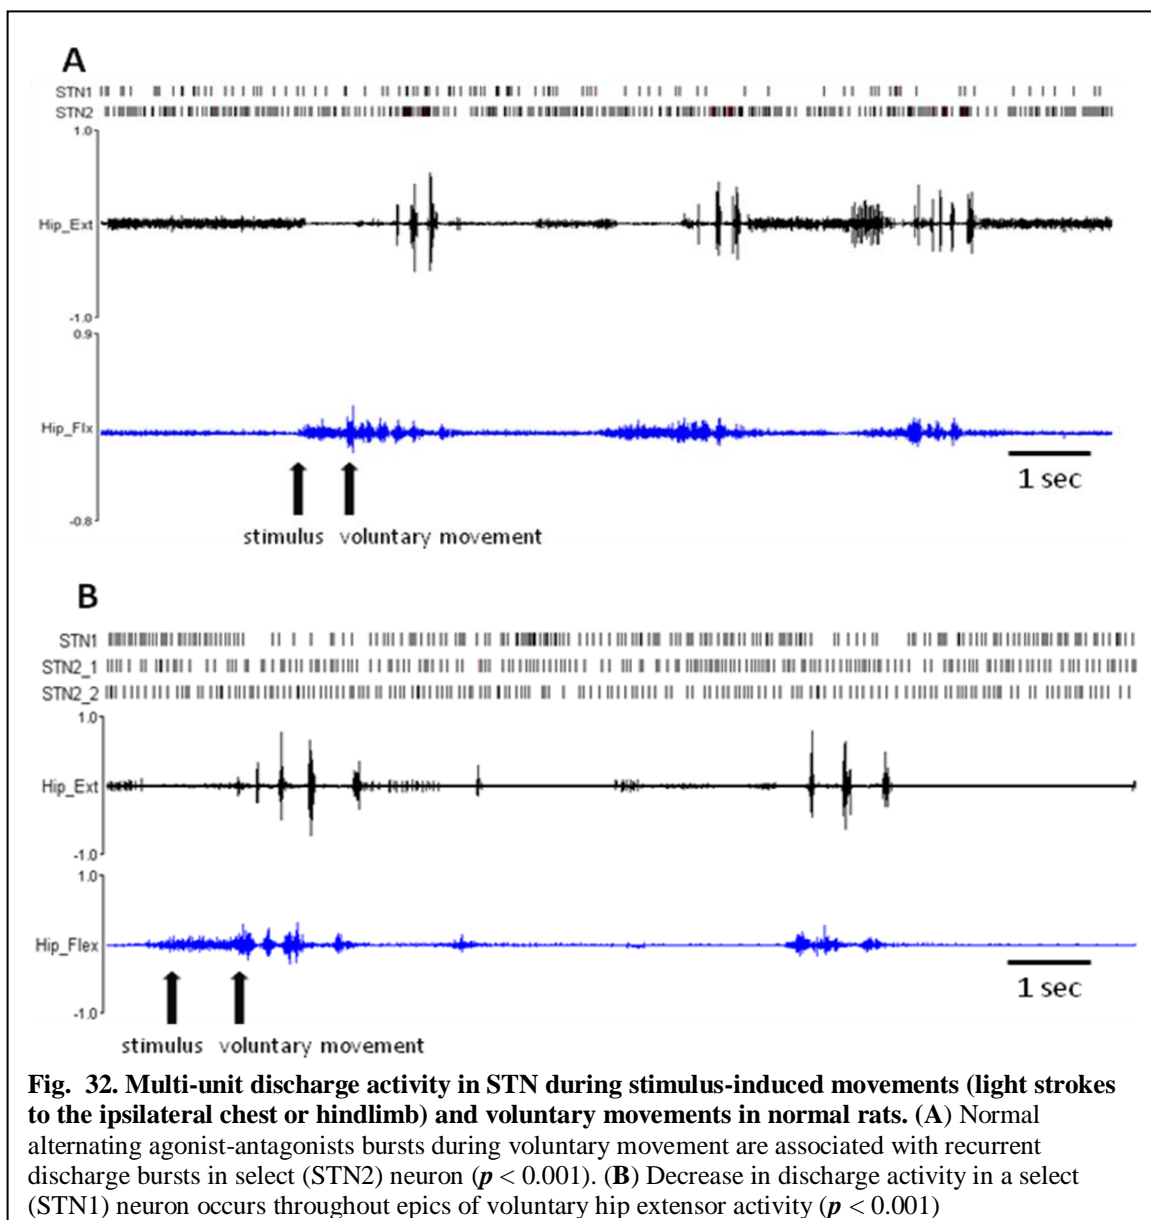 A
STN1
STN2
1.0
Hip_Ext
-1.0
0.9
Hip_Flx
-0.8
1 sec
stimulus voluntary movement
B
STN1
STN2_1
STN2_2
1.0
Hip_Ext
-1.0
1.0
Hip_Flex
-1.0
1 sec
stimulus voluntary movement
Fig. 32. Multi-unit discharge activity in STN during stimulus-induced movements (light strokes
to the ipsilateral chest or hindlimb) and voluntary movements in normal rats. (A) Normal
alternating agonist-antagonists bursts during voluntary movement are associated with recurrent
discharge bursts in select (STN2) neuron (p < 0.001). (B) Decrease in discharge activity in a select
(STN1) neuron occurs throughout epics of voluntary hip extensor activity (p < 0.001)